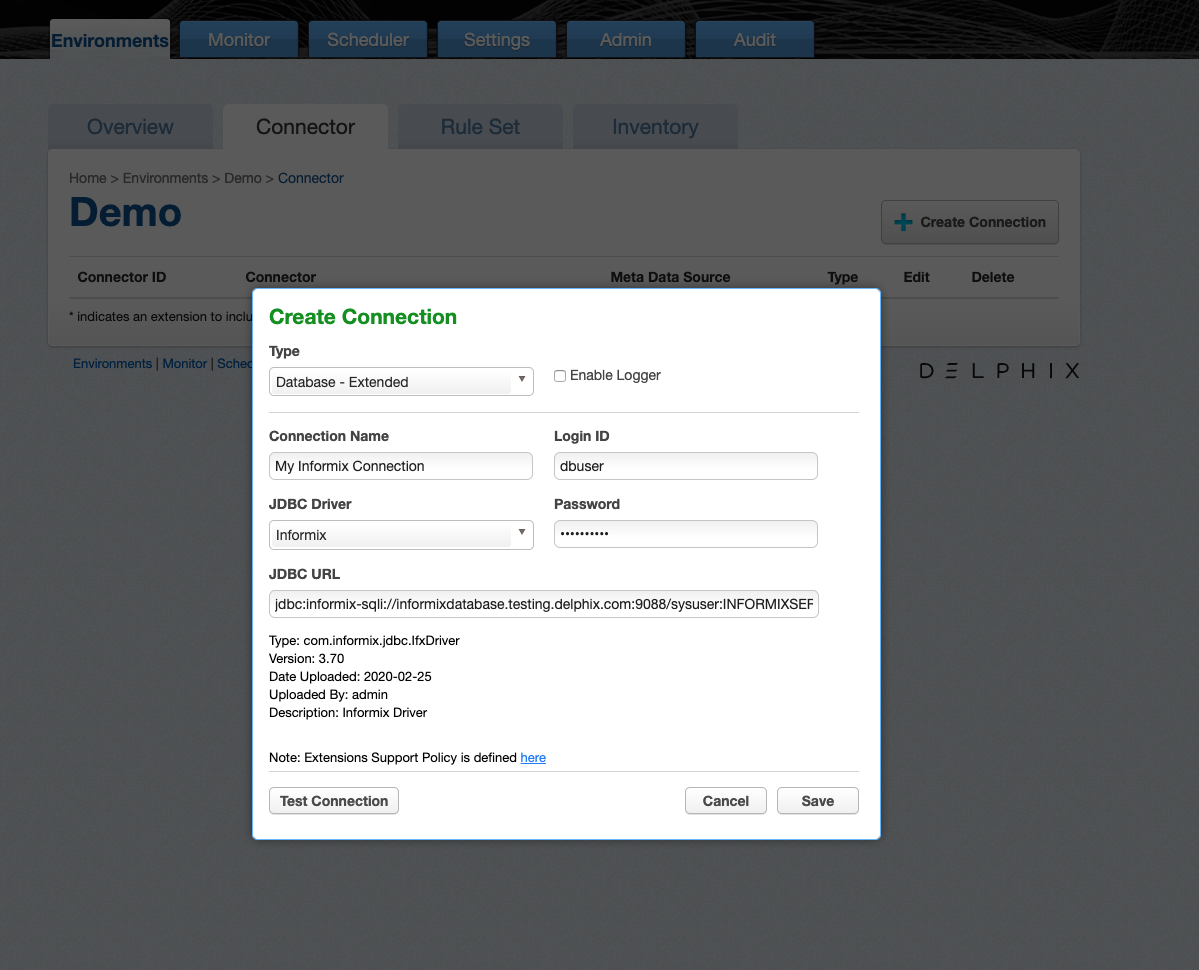 Environments Monitor Scheduler Settings Admin Audit
Overview Connector Rule Set Inventory
Home > Environments > Demo > Connector
Demo
Create Connection
Connector ID Connector Meta Data Source Type Edit Delete
* indicates an extension to inclu
Environments | Monitor | Sched
DELPHIX
Create Connection
Type
Database - Extended
Enable Logger
Connection Name Login ID
My Informix Connection dbuser
JDBC Driver Password
Informix ••••••••••
JDBC URL
jdbc:informix-sqli://informixdatabase.testing.delphix.com:9088/sysuser:INFORMIXSER
Type: com.informix.jdbc.IfxDriver
Version: 3.70
Date Uploaded: 2020-02-25
Uploaded By: admin
Description: Informix Driver
Note: Extensions Support Policy is defined here
Test Connection Cancel Save